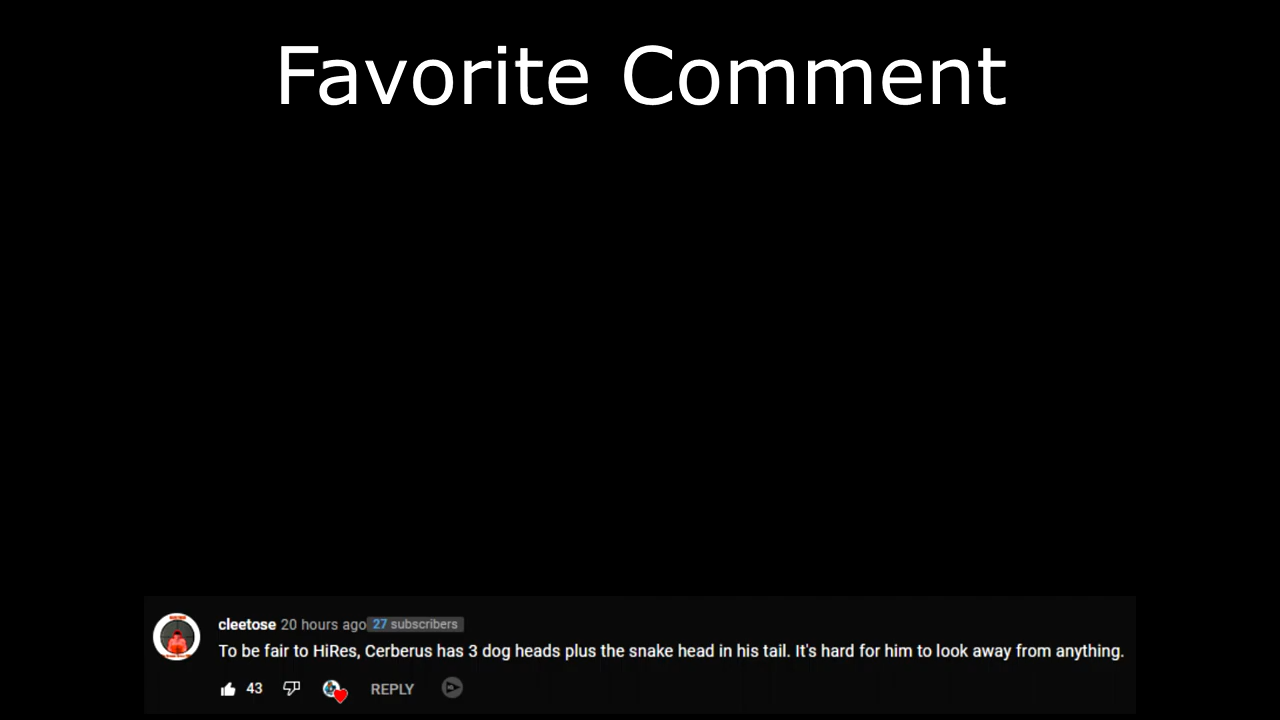 Favorite Comment
cleetose 20 hours ago 27 subscribers
To be fair to HiRes, Cerberus has 3 dog heads plus the snake head in his tail. It's hard for him to look away from anything.
43 REPLY